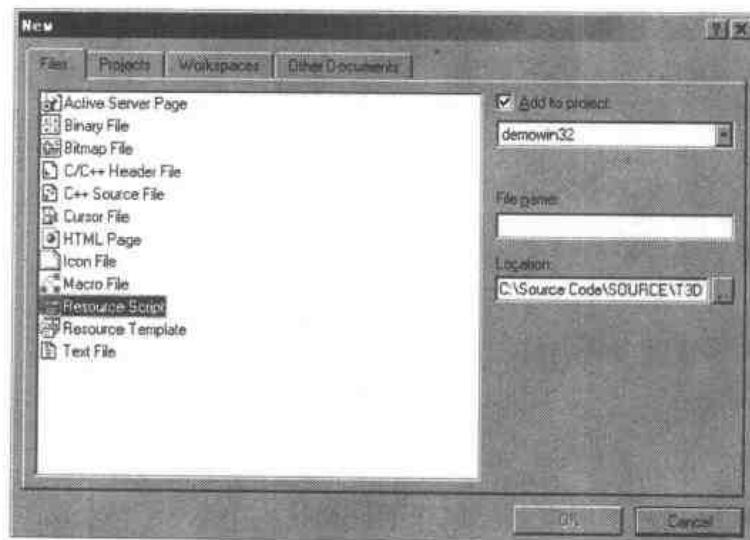 New
Files Projects Workspaces Other Documents
Active Server Page
Binary File
Bitmap File
C/C++ Header File
C++ Source File
Cursor File
HTML Page
Icon File
Macro File
Resource Script
Resource Template
Text File
Add to project:
demowin32
File name:
Location:
C:\Source Code\SOURCE\T3D
...
OK
Cancel